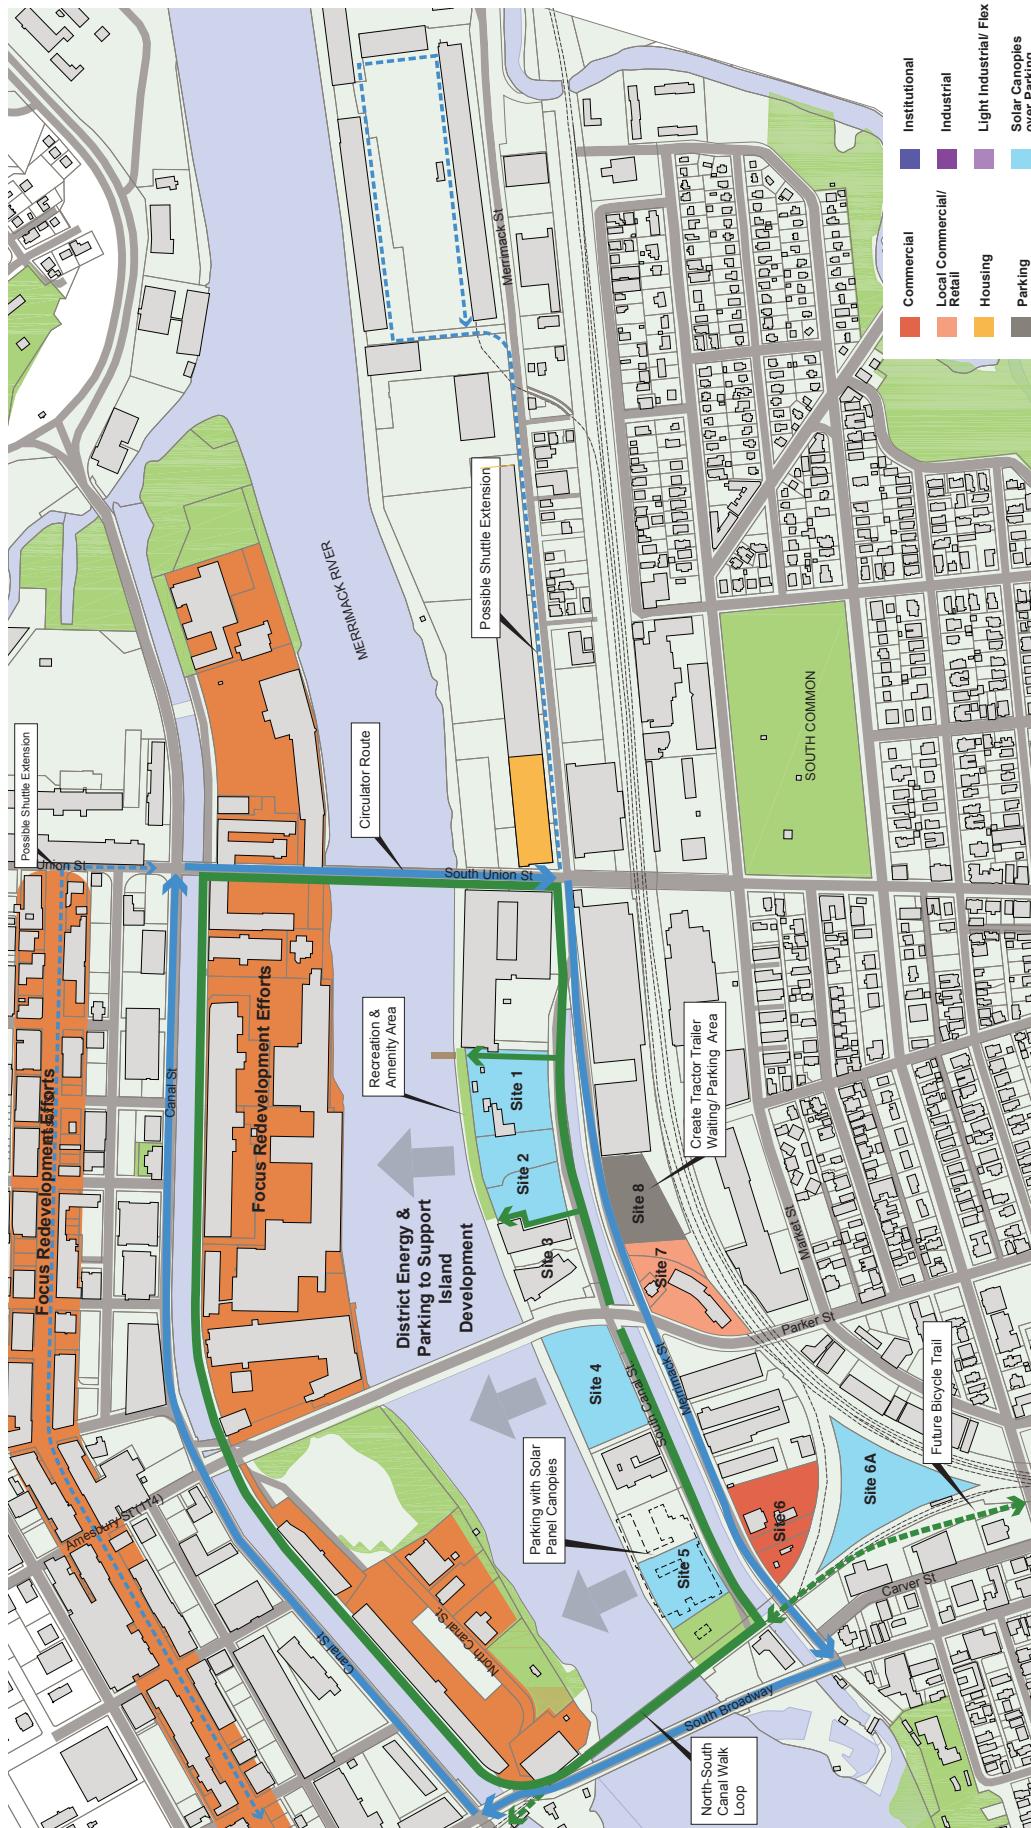 Possible Shuttle Extension
Union St
Focus Redevelopment Efforts
Canal St
Focus Redevelopment Efforts
MERRIMACK RIVER
Circulator Route
South Union St
Possible Shuttle Extension
Merrimack St
Recreation &
Amenity Area
District Energy &
Parking to Support
Island
Development
Site 1
Site 2
Site 3
Site 4
Site 5
Site 6
Site 6A
Site 7
Site 8
Create Tractor Trailer
Waiting/ Parking Area
SOUTH COMMON
Market St
Parker St
Merrimack St
South Canal St.
Parking with Solar
Panel Canopies
Future Bicycle Trail
Carver St
South Broadway
North-South
Canal Walk
Loop
North Canal St.
Canal St
Amesbury St (114)
Commercial
Local Commercial/
Retail
Housing
Parking
Institutional
Industrial
Light Industrial/ Flex
Solar Canopies
over Parking